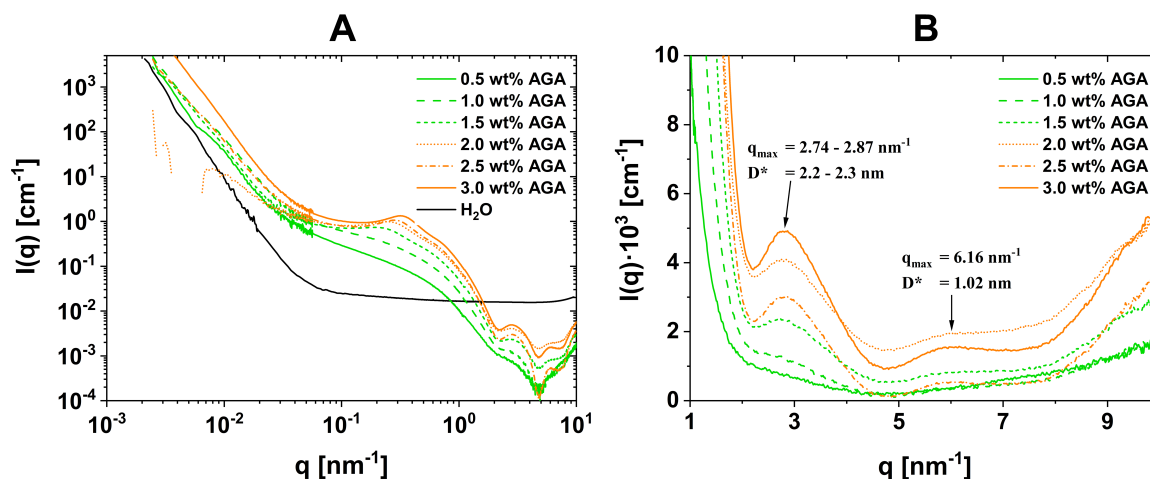 A
I(q) [cm⁻¹]
10³
10²
10¹
10⁰
10⁻¹
10⁻²
10⁻³
10⁻⁴
0.5 wt% AGA
1.0 wt% AGA
1.5 wt% AGA
2.0 wt% AGA
2.5 wt% AGA
3.0 wt% AGA
H₂O
10⁻³ 10⁻² 10⁻¹ 10⁰ 10¹
q [nm⁻¹]
B
I(q)·10³ [cm⁻¹]
10
8
6
4
2
0
0.5 wt% AGA
1.0 wt% AGA
1.5 wt% AGA
2.0 wt% AGA
2.5 wt% AGA
3.0 wt% AGA
qmax = 2.74 - 2.87 nm⁻¹
D* = 2.2 - 2.3 nm
qmax = 6.16 nm⁻¹
D* = 1.02 nm
1 3 5 7 9
q [nm⁻¹]